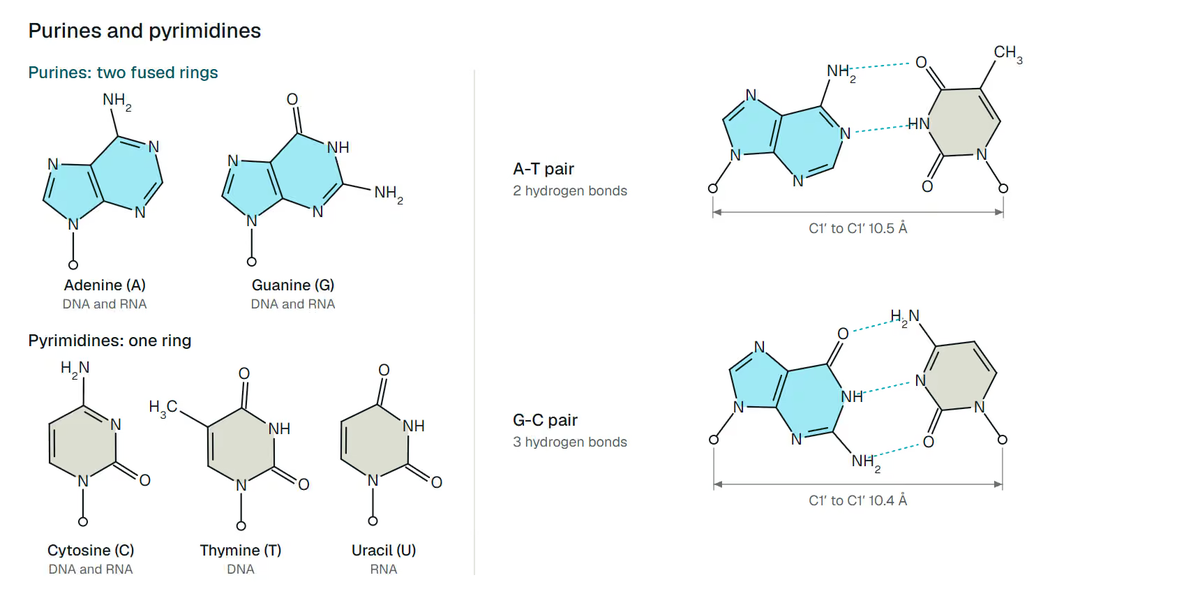 Purines and pyrimidines
Purines: two fused rings
NH2
N
N
N
N
Adenine (A)
DNA and RNA
O
N
NH
NH2
N
N
Guanine (G)
DNA and RNA
Pyrimidines: one ring
H2N
N
N
O
Cytosine (C)
DNA and RNA
O
H3C
NH
N
O
Thymine (T)
DNA
O
NH
N
O
Uracil (U)
RNA
A-T pair
2 hydrogen bonds
CH3
NH2
O
N
N
HN
N
N
N
O
C1′ to C1′ 10.5 Å
G-C pair
3 hydrogen bonds
H2N
O
N
NH
N
N
N
N
NH2
O
C1′ to C1′ 10.4 Å